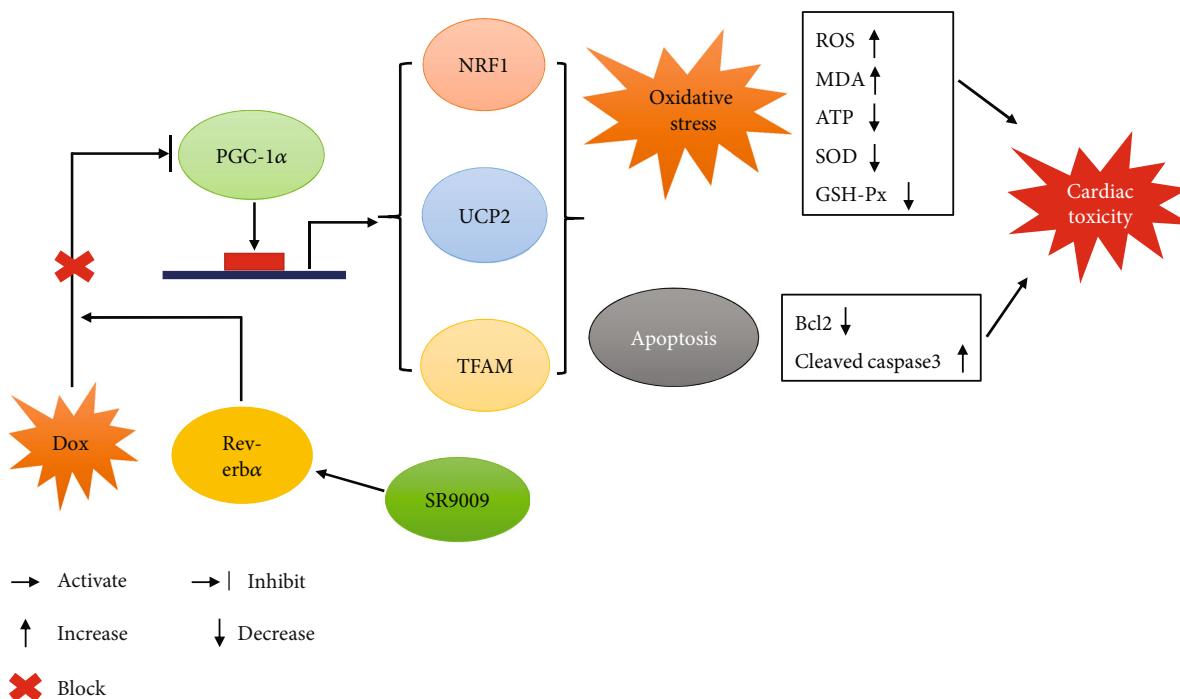 NRF1
UCP2
TFAM
PGC-1α
Oxidative
stress
Apoptosis
ROS ↑
MDA ↑
ATP ↓
SOD ↓
GSH-Px ↓
Bcl2 ↓
Cleaved caspase3 ↑
Cardiac
toxicity
Dox
Rev-
erbα
SR9009
Activate
Inhibit
Increase
Decrease
Block